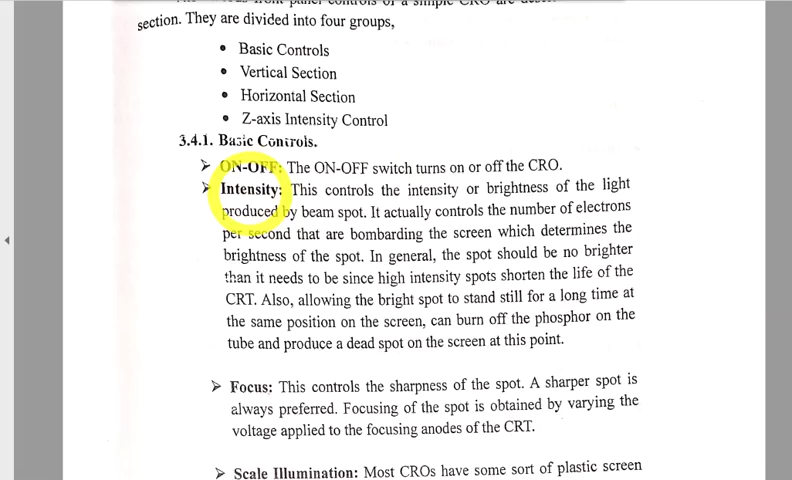 front panel controls of a simple CRO are
section. They are divided into four groups,
• Basic Controls
• Vertical Section
• Horizontal Section
• Z-axis Intensity Control
3.4.1. Basic Controls.
➢ ON-OFF: The ON-OFF switch turns on or off the CRO.
➢ Intensity: This controls the intensity or brightness of the light
produced by beam spot. It actually controls the number of electrons
per second that are bombarding the screen which determines the
brightness of the spot. In general, the spot should be no brighter
than it needs to be since high intensity spots shorten the life of the
CRT. Also, allowing the bright spot to stand still for a long time at
the same position on the screen, can burn off the phosphor on the
tube and produce a dead spot on the screen at this point.
➢ Focus: This controls the sharpness of the spot. A sharper spot is
always preferred. Focusing of the spot is obtained by varying the
voltage applied to the focusing anodes of the CRT.
➢ Scale Illumination: Most CROs have some sort of plastic screen